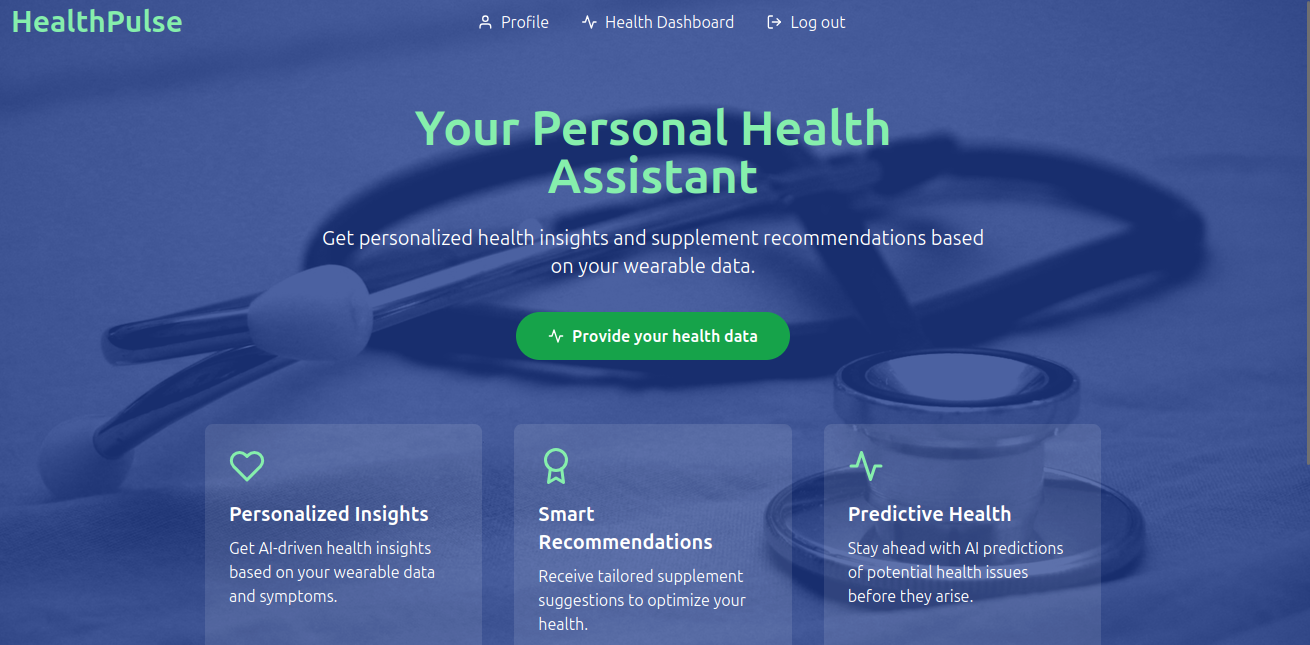 HealthPulse
Profile
Health Dashboard
Log out
Your Personal Health
Assistant
Get personalized health insights and supplement recommendations based
on your wearable data.
Provide your health data
Personalized Insights
Get AI-driven health insights
based on your wearable data
and symptoms.
Smart
Recommendations
Receive tailored supplement
suggestions to optimize your
health.
Predictive Health
Stay ahead with AI predictions
of potential health issues
before they arise.